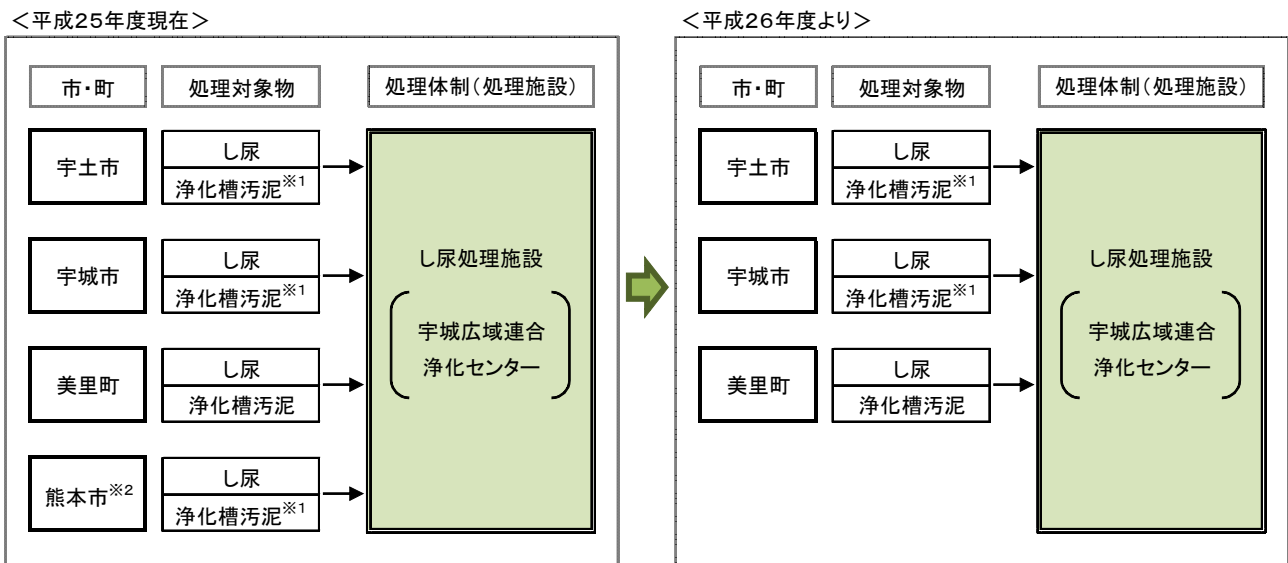 ＜平成25年度現在＞
市・町
処理対象物
処理体制(処理施設)
宇土市
し尿
浄化槽汚泥※1
宇城市
し尿
浄化槽汚泥※1
美里町
し尿
浄化槽汚泥
熊本市※2
し尿
浄化槽汚泥※1
し尿処理施設
宇城広域連合
浄化センター
＜平成26年度より＞
市・町
処理対象物
処理体制(処理施設)
宇土市
し尿
浄化槽汚泥※1
宇城市
し尿
浄化槽汚泥※1
美里町
し尿
浄化槽汚泥
し尿処理施設
宇城広域連合
浄化センター